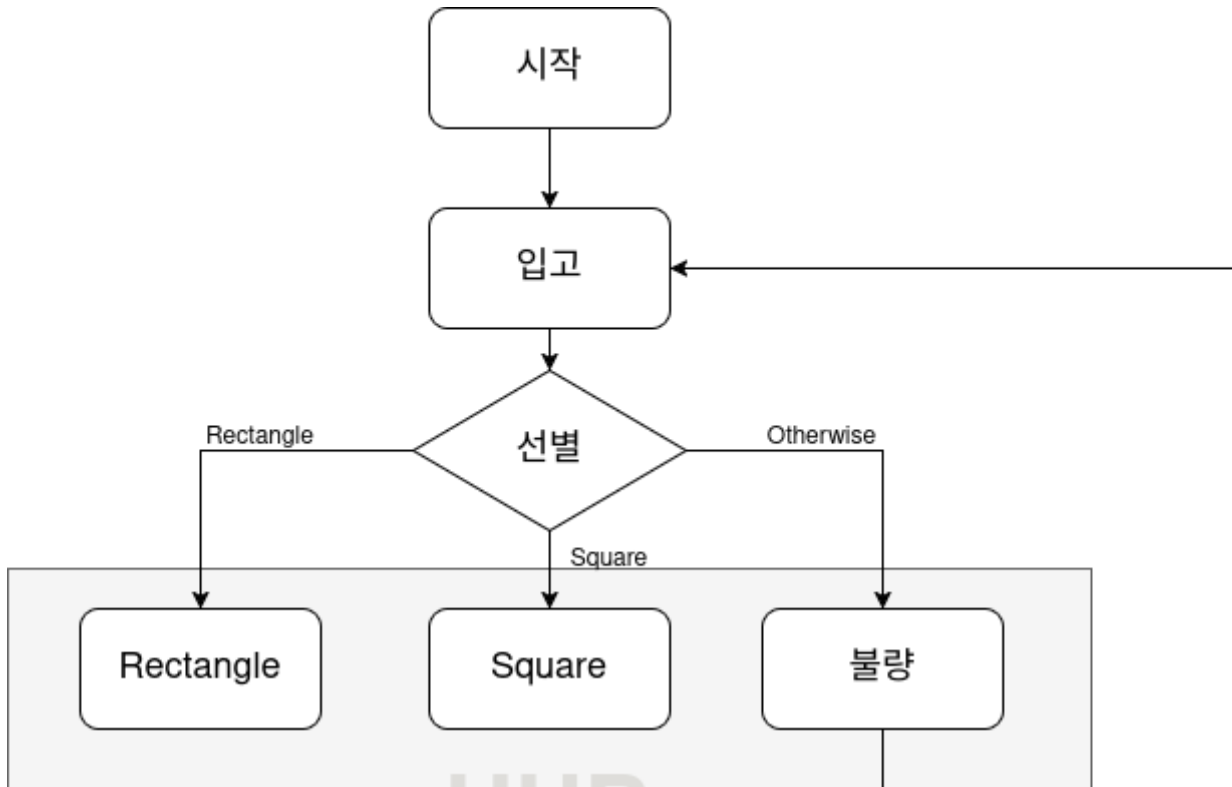 시작
입고
Rectangle
선별
Otherwise
Square
Rectangle
Square
불량